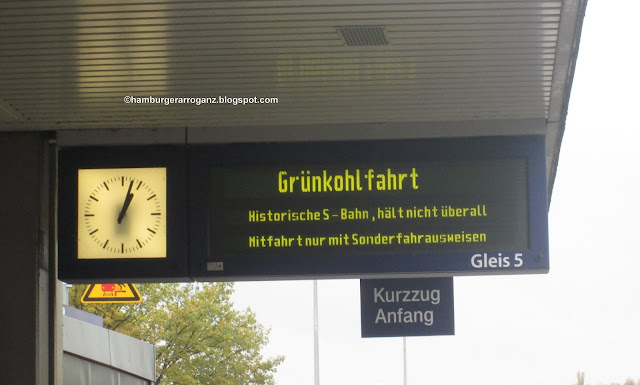 ©hamburgerarroganz.blogspot.com
Grünkohlfahrt
Historische S-Bahn, hält nicht überall
Mitfahrt nur mit Sonderfahrausweisen
Gleis 5
Kurzzug
Anfang